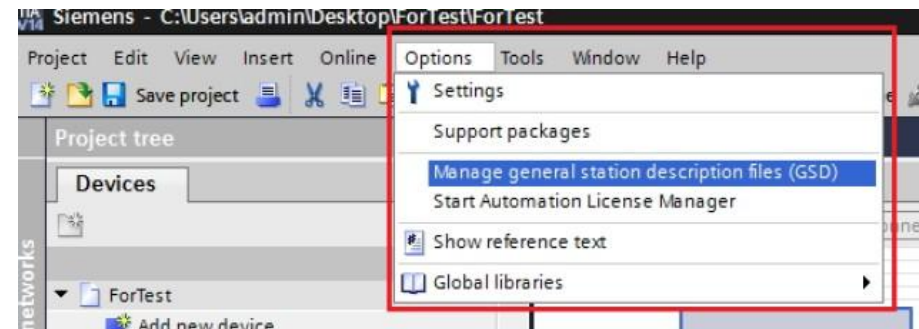 Siemens - C:\Users\admin\Desktop\ForTest\ForTest
Project Edit View Insert Online Options Tools Window Help
Save project
Settings
Support packages
Project tree
Manage general station description files (GSD)
Devices
Start Automation License Manager
Show reference text
Global libraries
ForTest
Add new device
networks